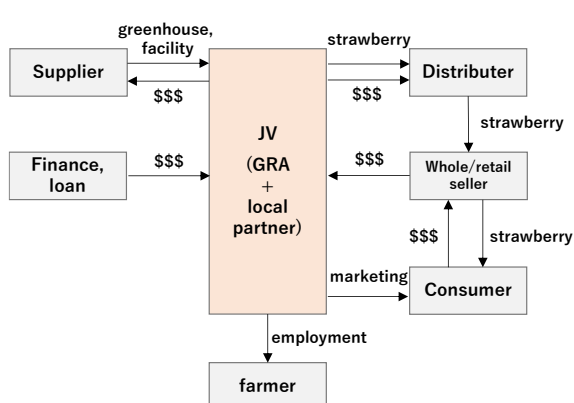 greenhouse,
facility
strawberry
Supplier
Distributer
$$$
$$$
JV
(GRA
+
local
partner)
strawberry
Finance,
loan
$$$
$$$
Whole/retail
seller
$$$
strawberry
marketing
Consumer
employment
farmer